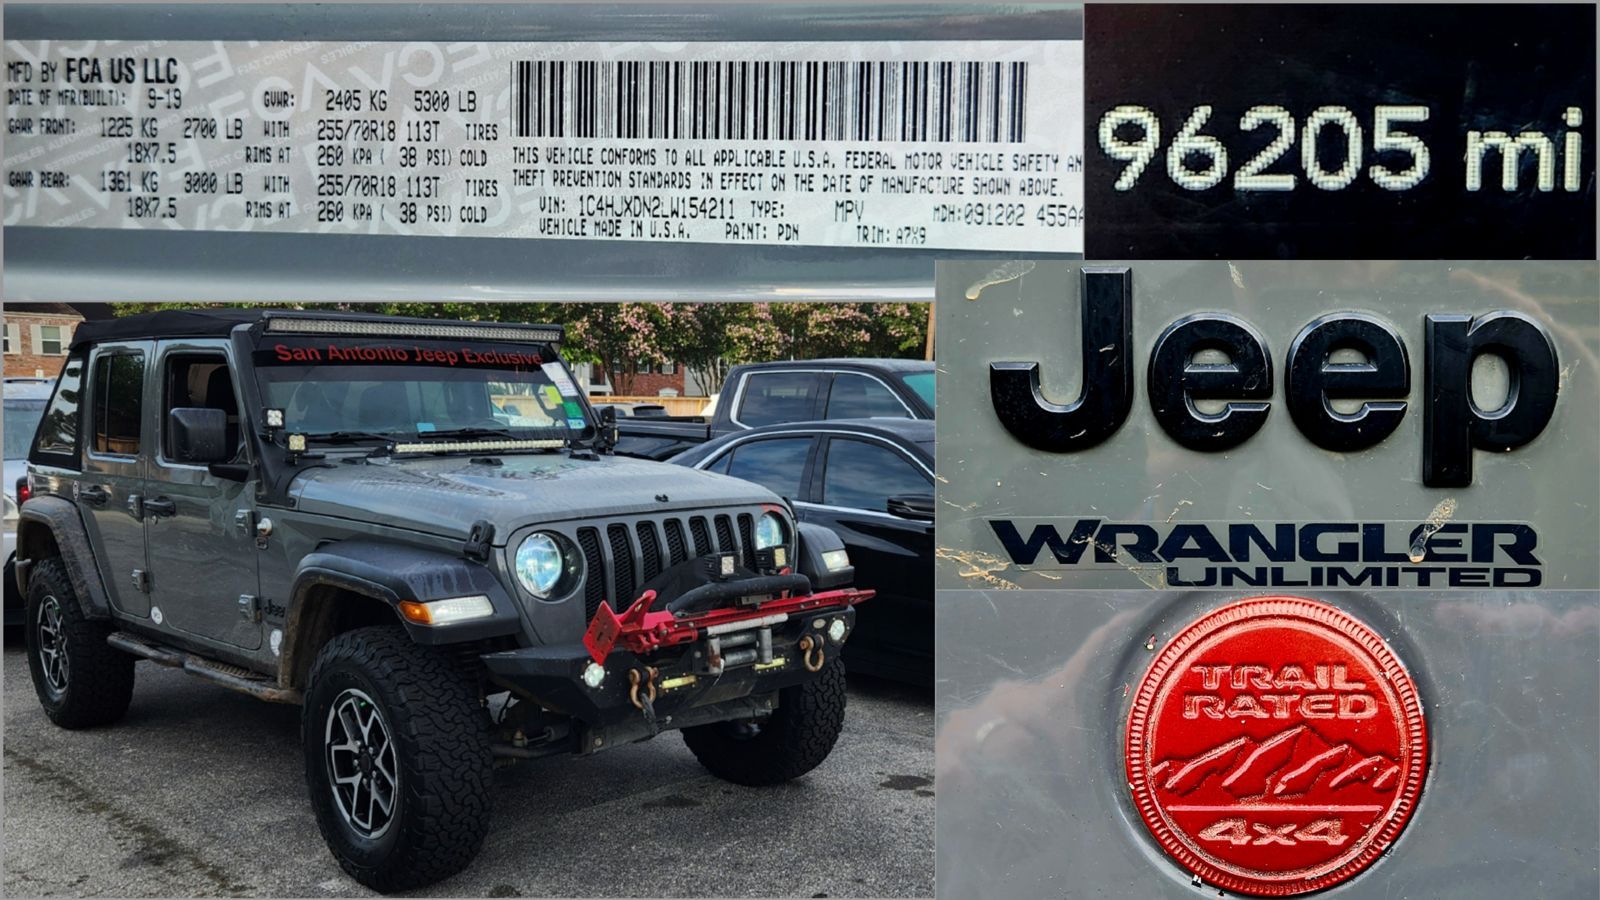 MFD BY FCA US LLC
DATE OF MFR(BUILT): 9-19 GVWR: 2405 KG 5300 LB
GAWR FRONT: 1225 KG 2700 LB WITH 255/70R18 113T TIRES
18X7.5 RIMS AT 260 KPA ( 38 PSI) COLD
GAWR REAR: 1361 KG 3000 LB WITH 255/70R18 113T TIRES
18X7.5 RIMS AT 260 KPA ( 38 PSI) COLD
THIS VEHICLE CONFORMS TO ALL APPLICABLE U.S.A. FEDERAL MOTOR VEHICLE SAFETY AN
THEFT PREVENTION STANDARDS IN EFFECT ON THE DATE OF MANUFACTURE SHOWN ABOVE.
VIN: 1C4HJXDN2LW154211 TYPE: MPV MDH:091202 455AA
VEHICLE MADE IN U.S.A. PAINT: PDN TRIM: A7X9
96205 mi
San Antonio Jeep Exclusive
Jeep
Jeep
WRANGLER
UNLIMITED
TRAIL
RATED
4x4